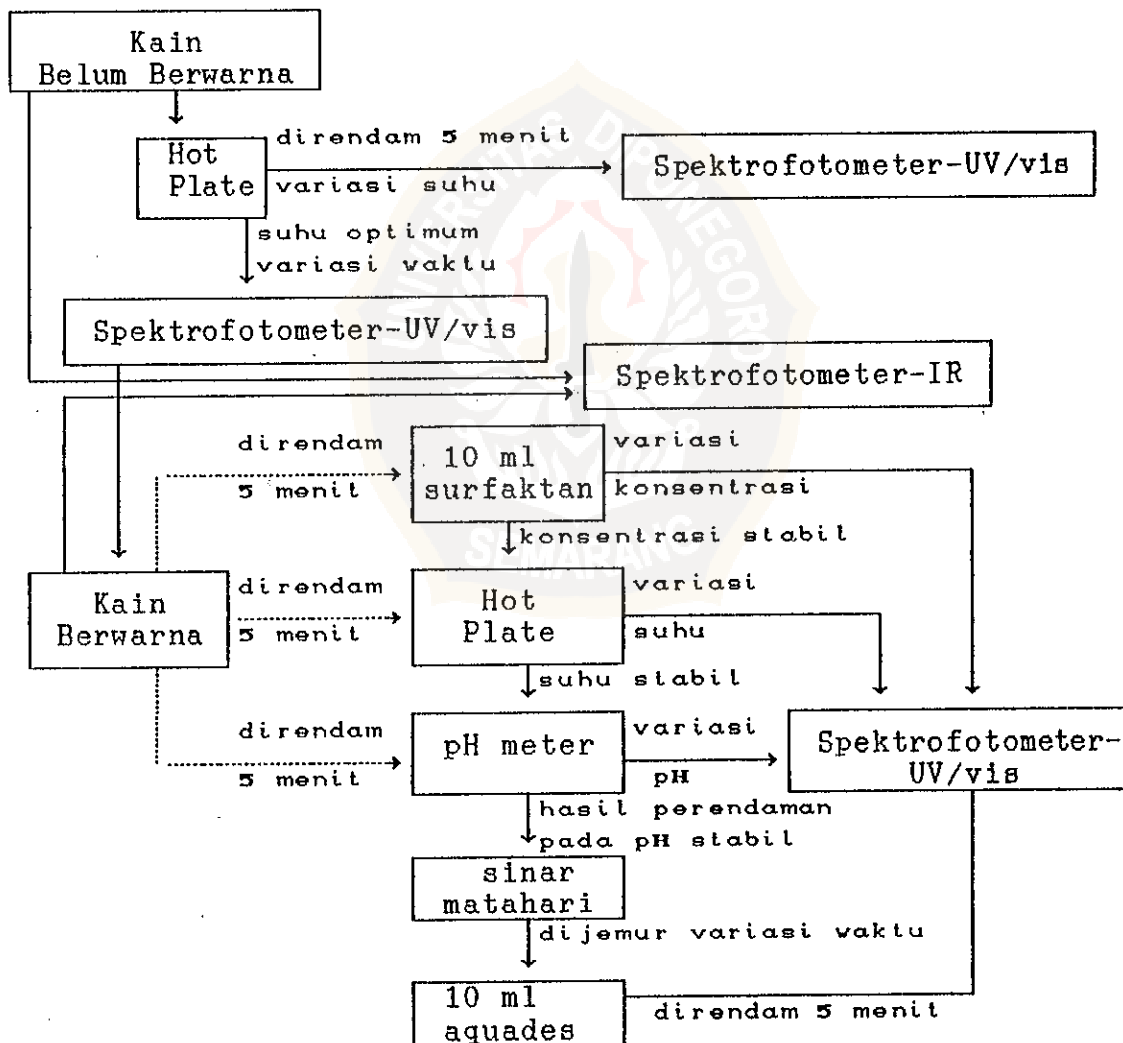 Kain
Belum Berwarna
Hot
Plate
direndam 5 menit
variasi suhu
Spektrofotometer-UV/vis
suhu optimum
variasi waktu
Spektrofotometer-UV/vis
Spektrofotometer-IR
direndam
5 menit
10 ml
surfaktan
variasi
konsentrasi
konsentrasi stabil
Kain
Berwarna
direndam
5 menit
Hot
Plate
variasi
suhu
suhu stabil
direndam
5 menit
pH meter
variasi
pH
Spektrofotometer-
UV/vis
hasil perendaman
pada pH stabil
sinar
matahari
dijemur variasi waktu
10 ml
aquades
direndam 5 menit
UNIVERSITAS DIPONEGORO
SEMARANG